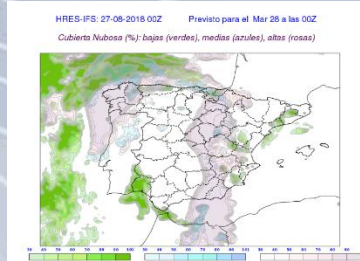 HRES-IFS: 27-08-2018 00Z Previsto para el Mar 28 a las 00Z
Cubierta Nubosa (%): bajas (verdes), medias (azules), altas (rosas)